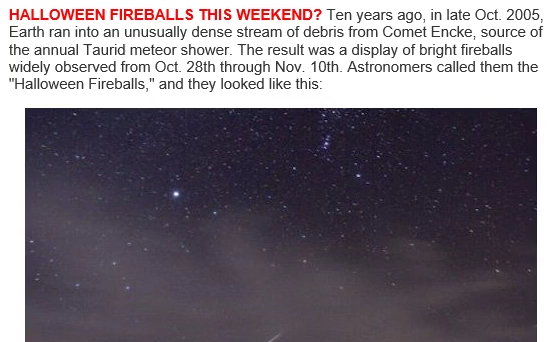 HALLOWEEN FIREBALLS THIS WEEKEND? Ten years ago, in late Oct. 2005,
Earth ran into an unusually dense stream of debris from Comet Encke, source of
the annual Taurid meteor shower. The result was a display of bright fireballs
widely observed from Oct. 28th through Nov. 10th. Astronomers called them the
"Halloween Fireballs," and they looked like this: